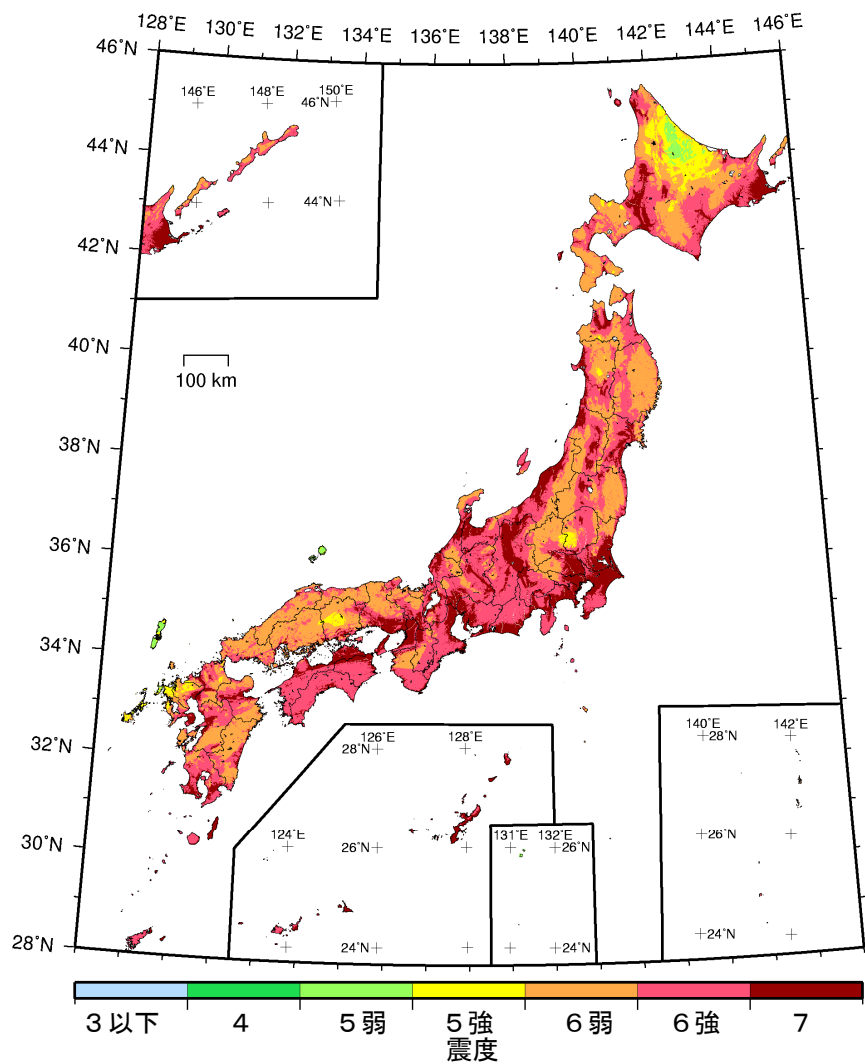 128˚E 130˚E 132˚E 134˚E 136˚E 138˚E 140˚E 142˚E 144˚E 146˚E
46˚N
146˚E 148˚E 150˚E
46˚N
44˚N
44˚N
42˚N
40˚N
100 km
38˚N
36˚N
34˚N
32˚N
126˚E 128˚E
28˚N
140˚E 142˚E
28˚N
30˚N
124˚E
26˚N
131˚E 132˚E
26˚N
26˚N
28˚N
24˚N
24˚N
24˚N
3以下 4 5弱 5強 6弱 6強 7
震度